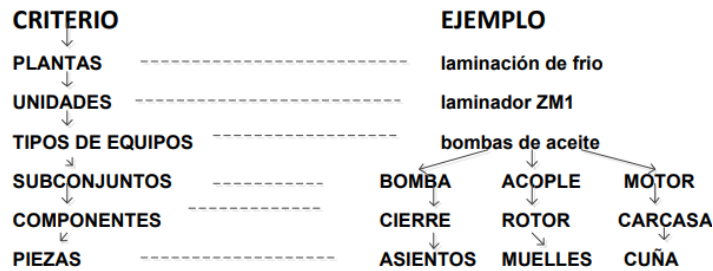 CRITERIO EJEMPLO
PLANTAS laminación de frio
UNIDADES laminador ZM1
TIPOS DE EQUIPOS bombas de aceite
SUBCONJUNTOS BOMBA ACOPLE MOTOR
COMPONENTES CIERRE ROTOR CARCASA
PIEZAS ASIENTOS MUELLES CUÑA